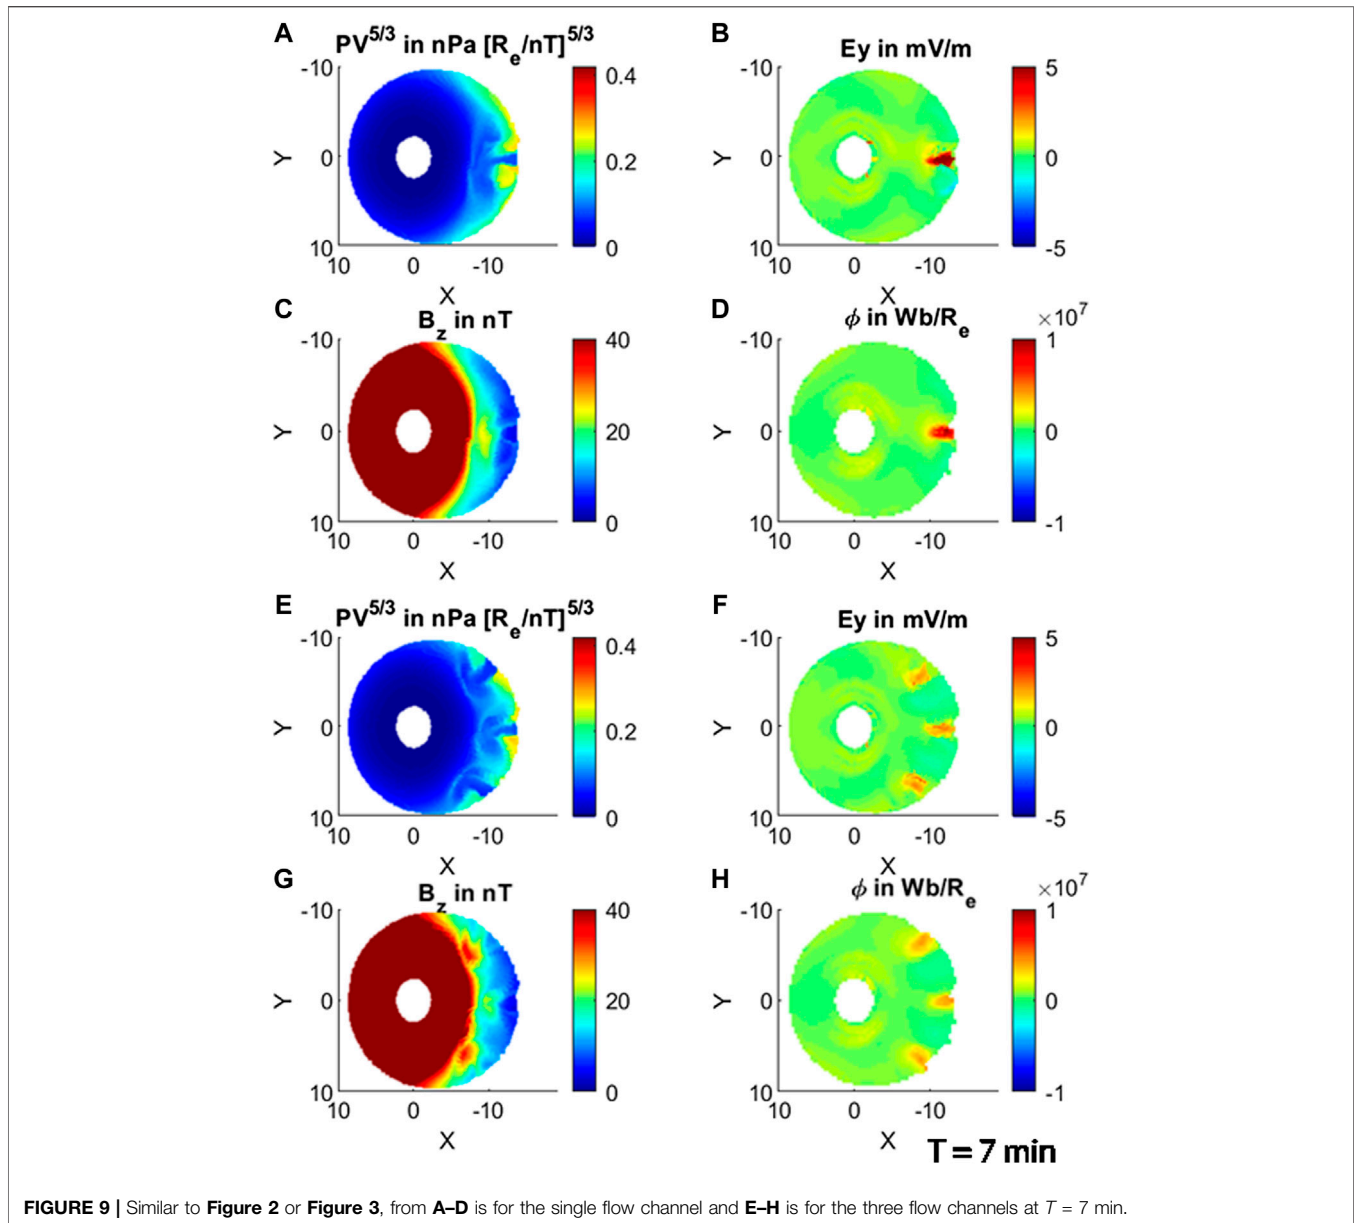 A
PV^5/3 in nPa [R_e/nT]^5/3
-10
0
10
Y
10
0
-10
X
0.4
0.2
0
B
Ey in mV/m
-10
0
10
Y
10
0
-10
X
5
0
-5
C
B_z in nT
-10
0
10
Y
10
0
-10
X
40
20
0
D
ϕ in Wb/R_e
×10^7
-10
0
10
Y
10
0
-10
X
1
0
-1
E
PV^5/3 in nPa [R_e/nT]^5/3
-10
0
10
Y
10
0
-10
X
0.4
0.2
0
F
Ey in mV/m
-10
0
10
Y
10
0
-10
X
5
0
-5
G
B_z in nT
-10
0
10
Y
10
0
-10
X
40
20
0
H
ϕ in Wb/R_e
×10^7
-10
0
10
Y
10
0
-10
X
1
0
-1
T = 7 min
FIGURE 9 | Similar to Figure 2 or Figure 3, from A–D is for the single flow channel and E–H is for the three flow channels at T = 7 min.